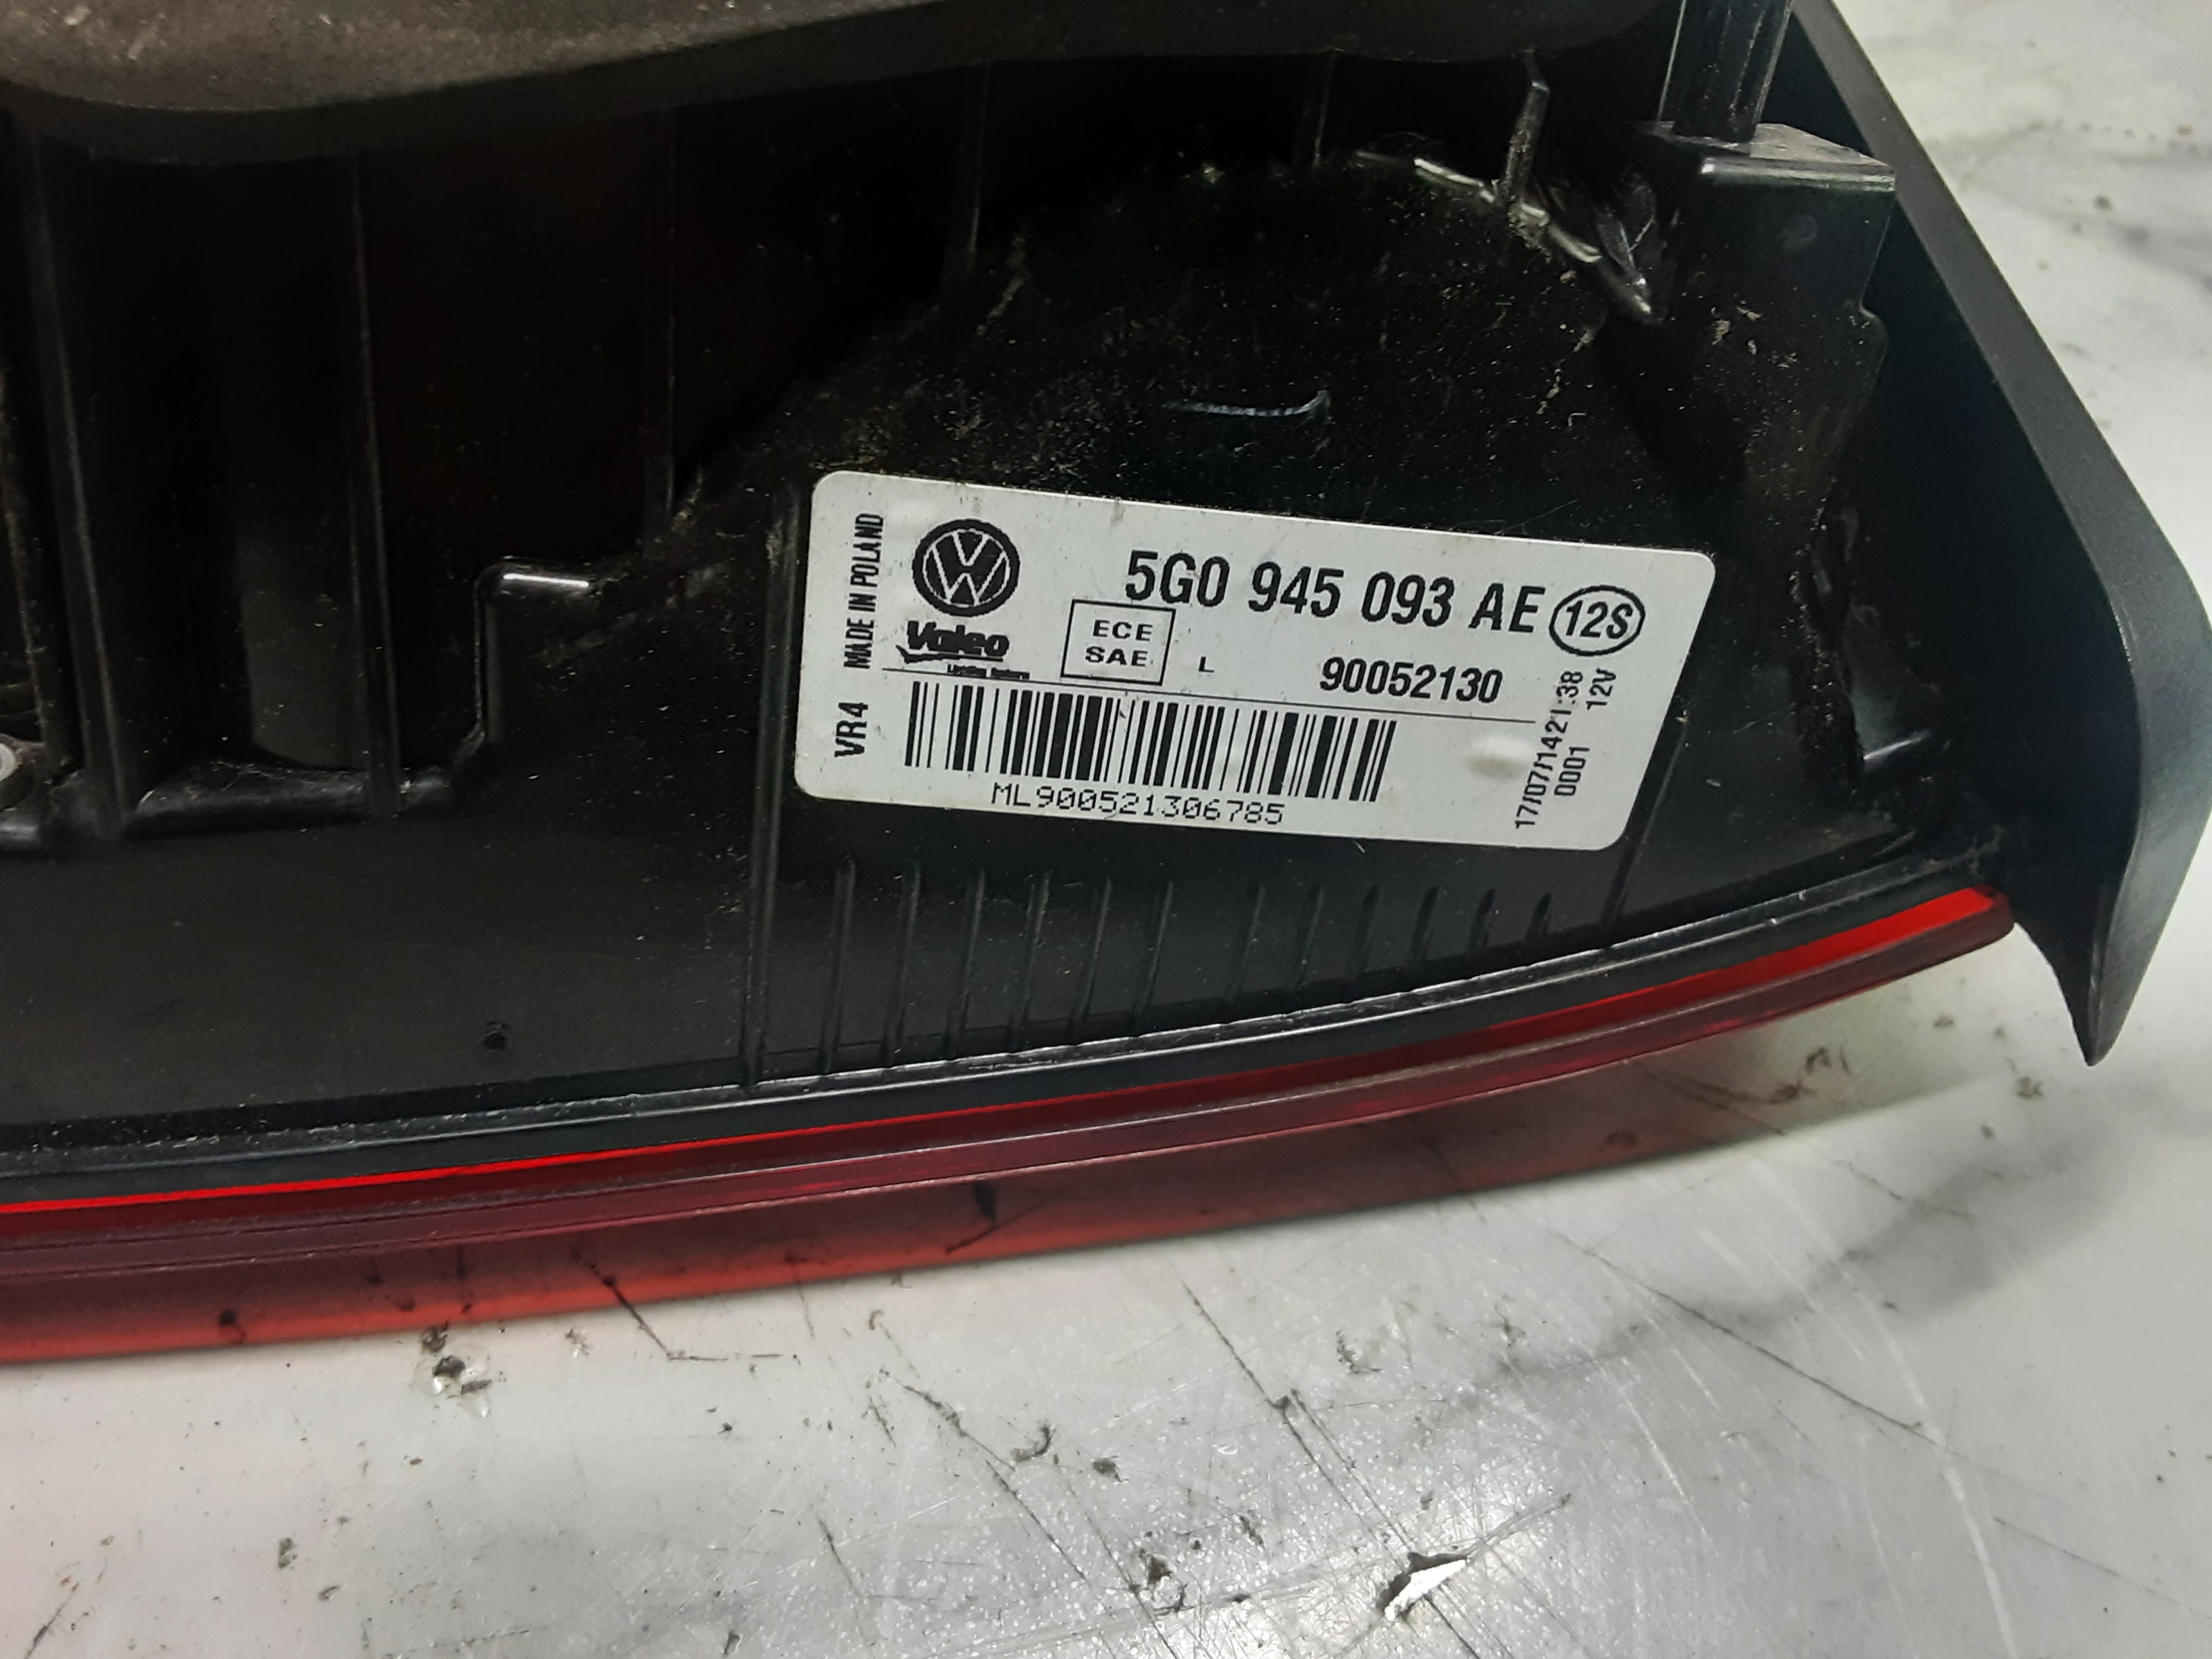 MADE IN POLAND
VW
5G0 945 093 AE 12S
Valeo
ECE
SAE
L
90052130
VR4
ML900521306785
17/07/1421:38
12V
0001